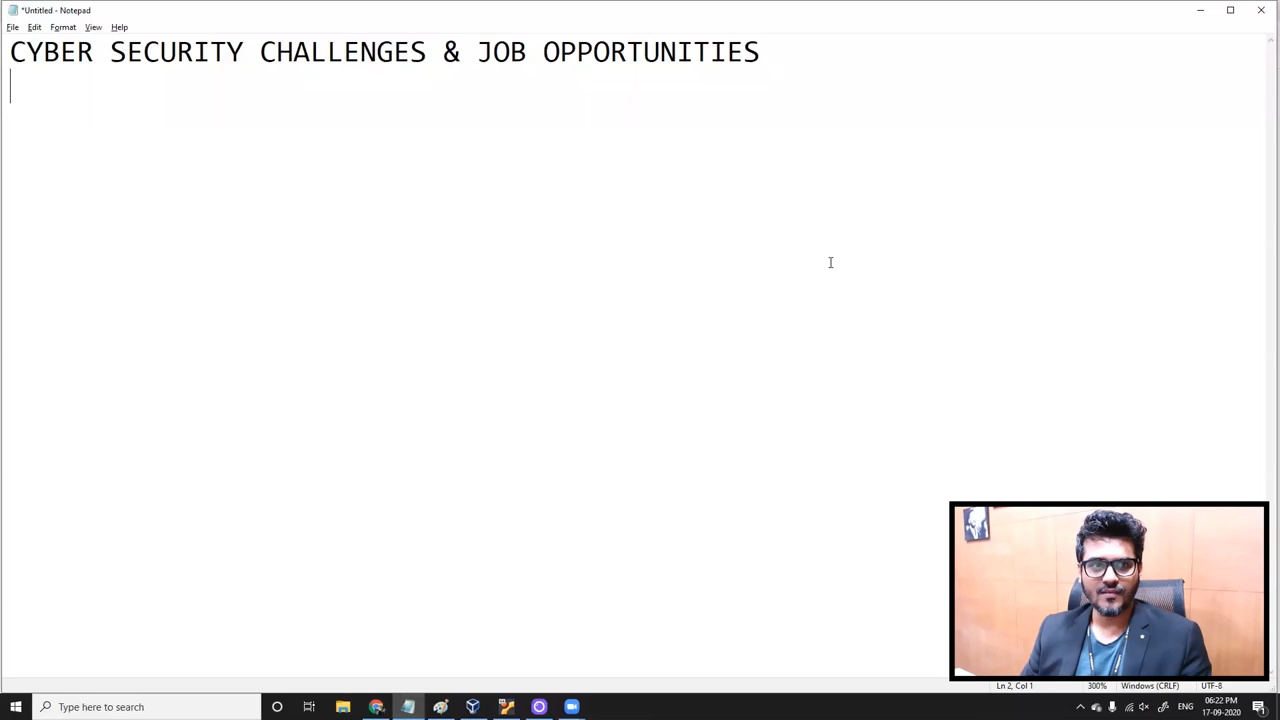 *Untitled - Notepad
File Edit Format View Help
CYBER SECURITY CHALLENGES & JOB OPPORTUNITIES
Ln 2, Col 1 300% Windows (CRLF) UTF-8
Type here to search
ENG
06:22 PM
17-09-2020
1